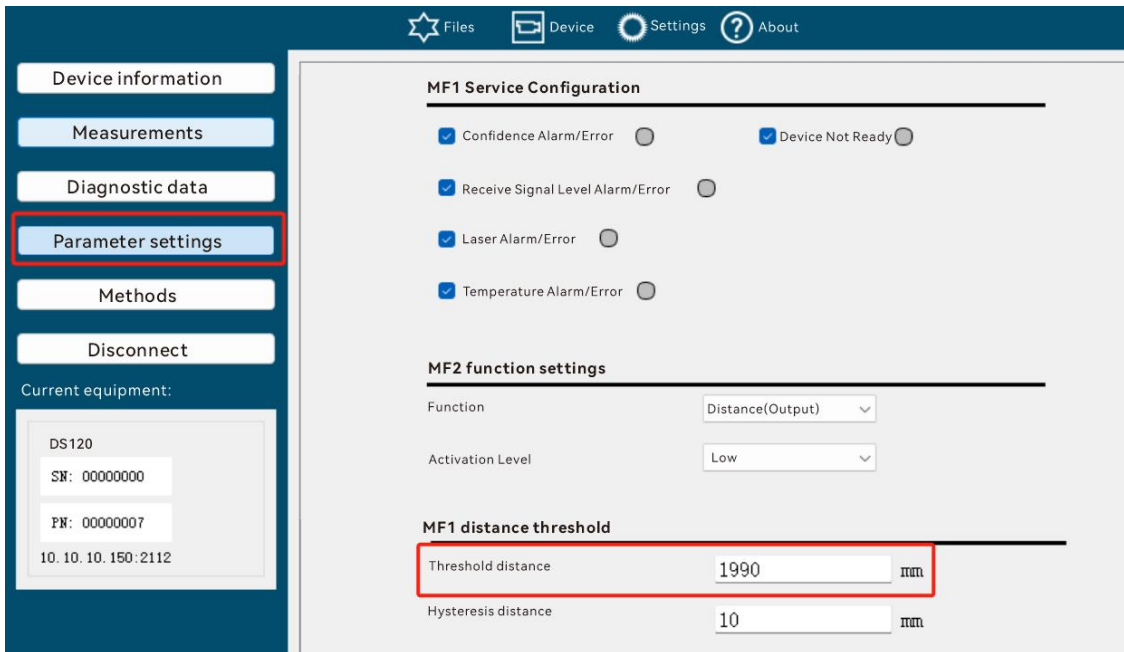 Files Device Settings About
Device information
Measurements
Diagnostic data
Parameter settings
Methods
Disconnect
Current equipment:
DS120
SN: 00000000
PN: 00000007
10.10.10.150:2112
MF1 Service Configuration
Confidence Alarm/Error Device Not Ready
Receive Signal Level Alarm/Error
Laser Alarm/Error
Temperature Alarm/Error
MF2 function settings
Function Distance(Output)
Activation Level Low
MF1 distance threshold
Threshold distance 1990 mm
Hysteresis distance 10 mm